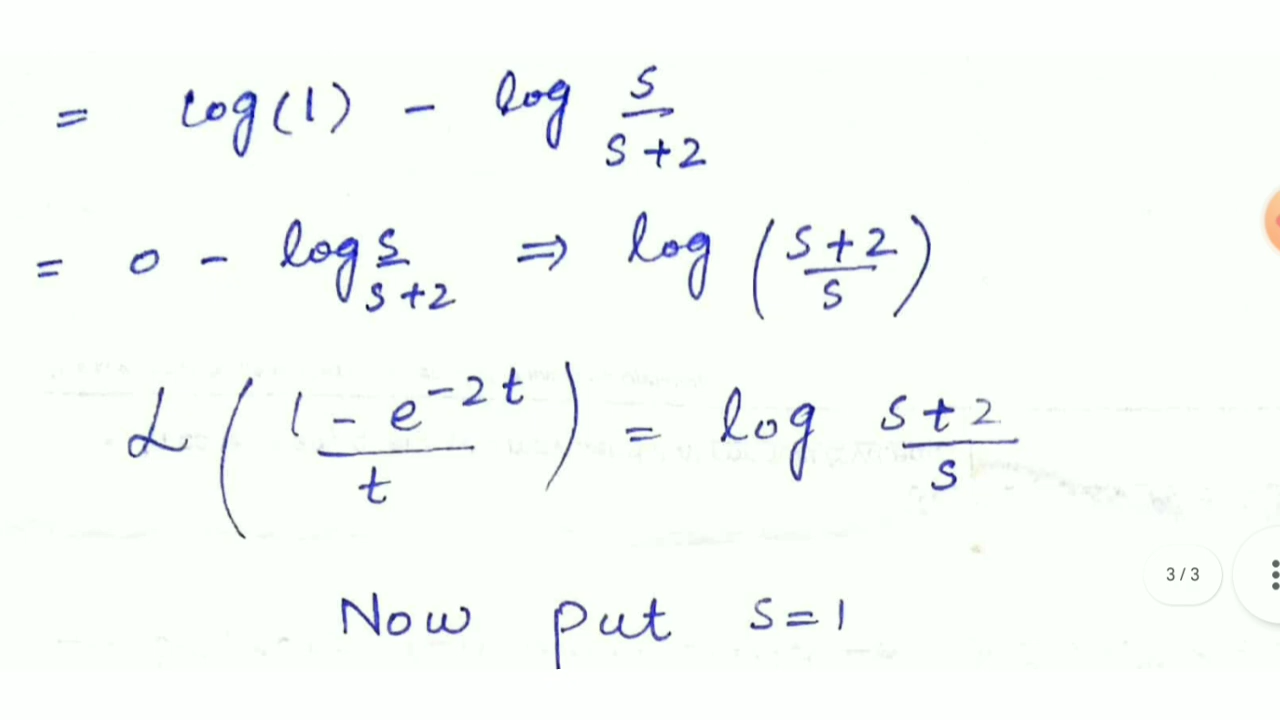 = log(1) - log s/(s+2)
= 0 - log s/(s+2) ⇒ log ((s+2)/s)
L((1 - e^-2t)/t) = log (s+2)/s
3 / 3
Now put s=1